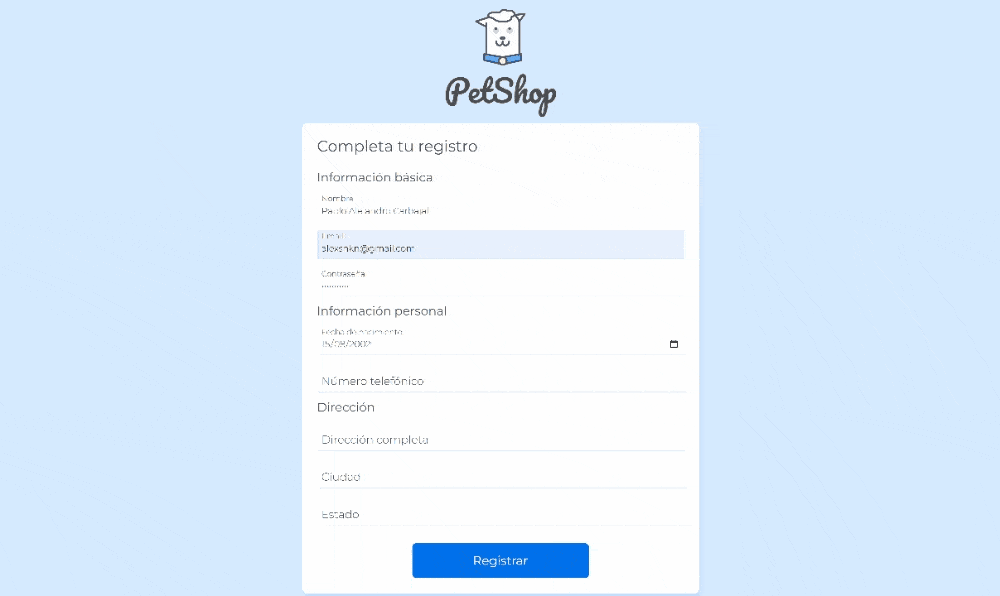 PetShop
Completa tu registro
Información básica
Nombre
Pablo Alejandro Carbajal
Email
@gmail.com
Contraseña
Información personal
Fecha de nacimiento
15/08/2002
Número telefónico
Dirección
Dirección completa
Ciudad
Estado
Registrar